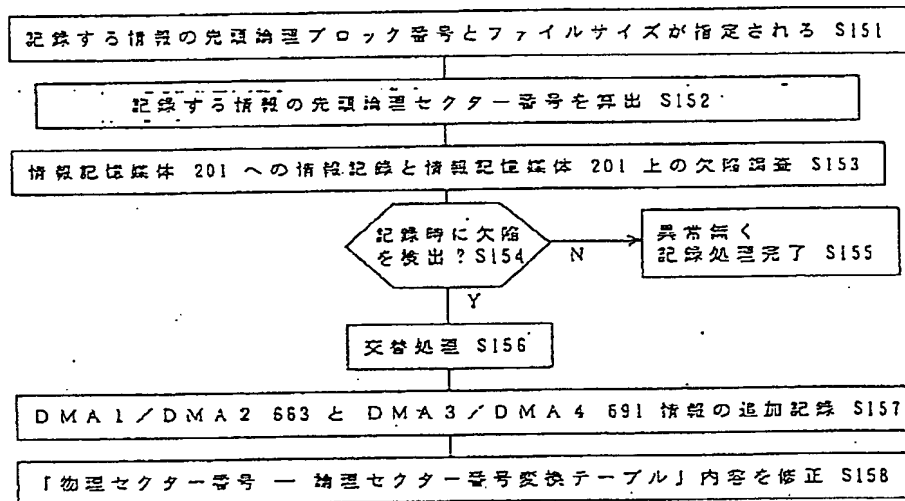 記録する情報の先頭論理ブロック番号とファイルサイズが指定される S151
記録する情報の先頭論理セクター番号を算出 S152
情報記憶媒体 201 への情報記録と情報記憶媒体 201 上の欠陥調査 S153
記録時に欠陥
を検出？S154
N
異常無く
記録処理完了 S155
Y
交替処理 S156
DMA1／DMA2 663 と DMA3／DMA4 691 情報の追加記録 S157
「物理セクター番号 ― 論理セクター番号変換テーブル」内容を修正 S158